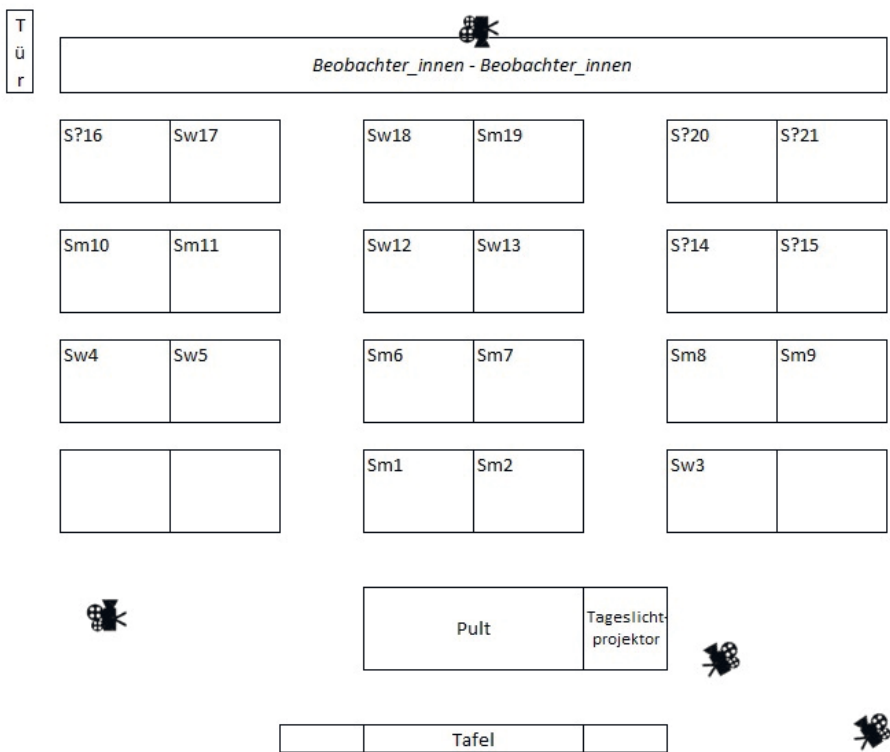 Tür
Beobachter_innen - Beobachter_innen
S?16 Sw17 Sw18 Sm19 S?20 S?21
Sm10 Sm11 Sw12 Sw13 S?14 S?15
Sw4 Sw5 Sm6 Sm7 Sm8 Sm9
Sm1 Sm2 Sw3
Pult
Tageslicht-
projektor
Tafel